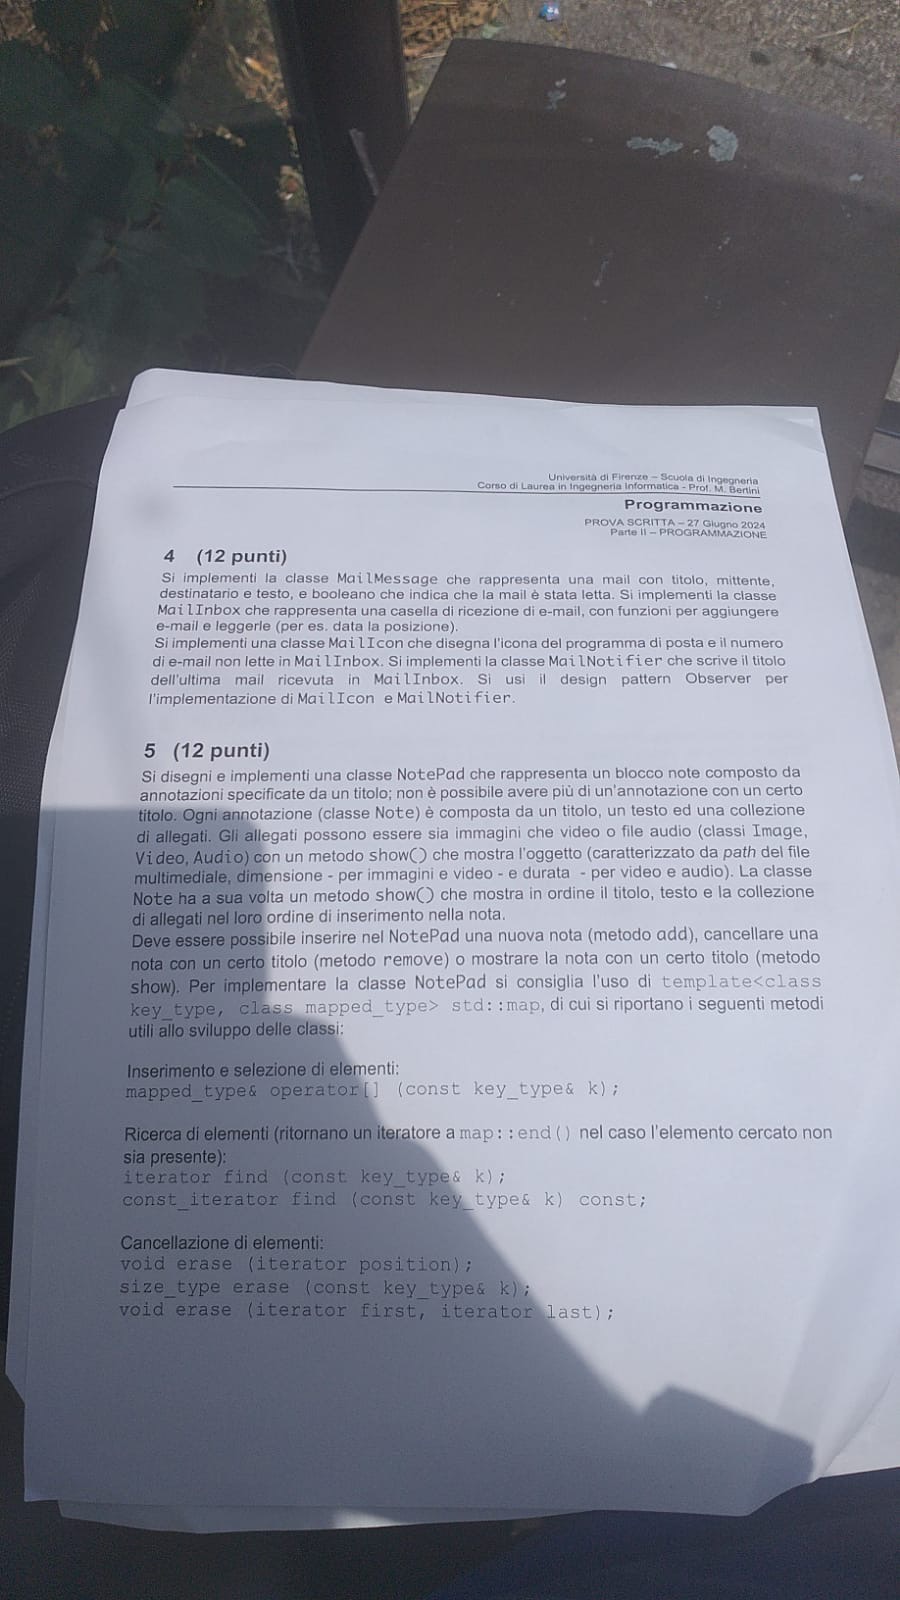 Università di Firenze – Scuola di Ingegneria
Corso di Laurea in Ingegneria Informatica - Prof. M. Bertini
Programmazione
PROVA SCRITTA – 27 Giugno 2024
Parte II – PROGRAMMAZIONE
4 (12 punti)
Si implementi la classe MailMessage che rappresenta una mail con titolo, mittente,
destinatario e testo, e booleano che indica che la mail è stata letta. Si implementi la classe
MailInbox che rappresenta una casella di ricezione di e-mail, con funzioni per aggiungere
e-mail e leggerle (per es. data la posizione).
Si implementi una classe MailIcon che disegna l'icona del programma di posta e il numero
di e-mail non lette in MailInbox. Si implementi la classe MailNotifier che scrive il titolo
dell'ultima mail ricevuta in MailInbox. Si usi il design pattern Observer per
l'implementazione di MailIcon e MailNotifier.
5 (12 punti)
Si disegni e implementi una classe NotePad che rappresenta un blocco note composto da
annotazioni specificate da un titolo; non è possibile avere più di un'annotazione con un certo
titolo. Ogni annotazione (classe Note) è composta da un titolo, un testo ed una collezione
di allegati. Gli allegati possono essere sia immagini che video o file audio (classi Image,
Video, Audio) con un metodo show() che mostra l'oggetto (caratterizzato da path del file
multimediale, dimensione - per immagini e video - e durata - per video e audio). La classe
Note ha a sua volta un metodo show() che mostra in ordine il titolo, testo e la collezione
di allegati nel loro ordine di inserimento nella nota.
Deve essere possibile inserire nel NotePad una nuova nota (metodo add), cancellare una
nota con un certo titolo (metodo remove) o mostrare la nota con un certo titolo (metodo
show). Per implementare la classe NotePad si consiglia l'uso di template<class
key_type, class mapped_type> std::map, di cui si riportano i seguenti metodi
utili allo sviluppo delle classi:
Inserimento e selezione di elementi:
mapped_type& operator[] (const key_type& k);
Ricerca di elementi (ritornano un iteratore a map::end() nel caso l'elemento cercato non
sia presente):
iterator find (const key_type& k);
const_iterator find (const key_type& k) const;
Cancellazione di elementi:
void erase (iterator position);
size_type erase (const key_type& k);
void erase (iterator first, iterator last);